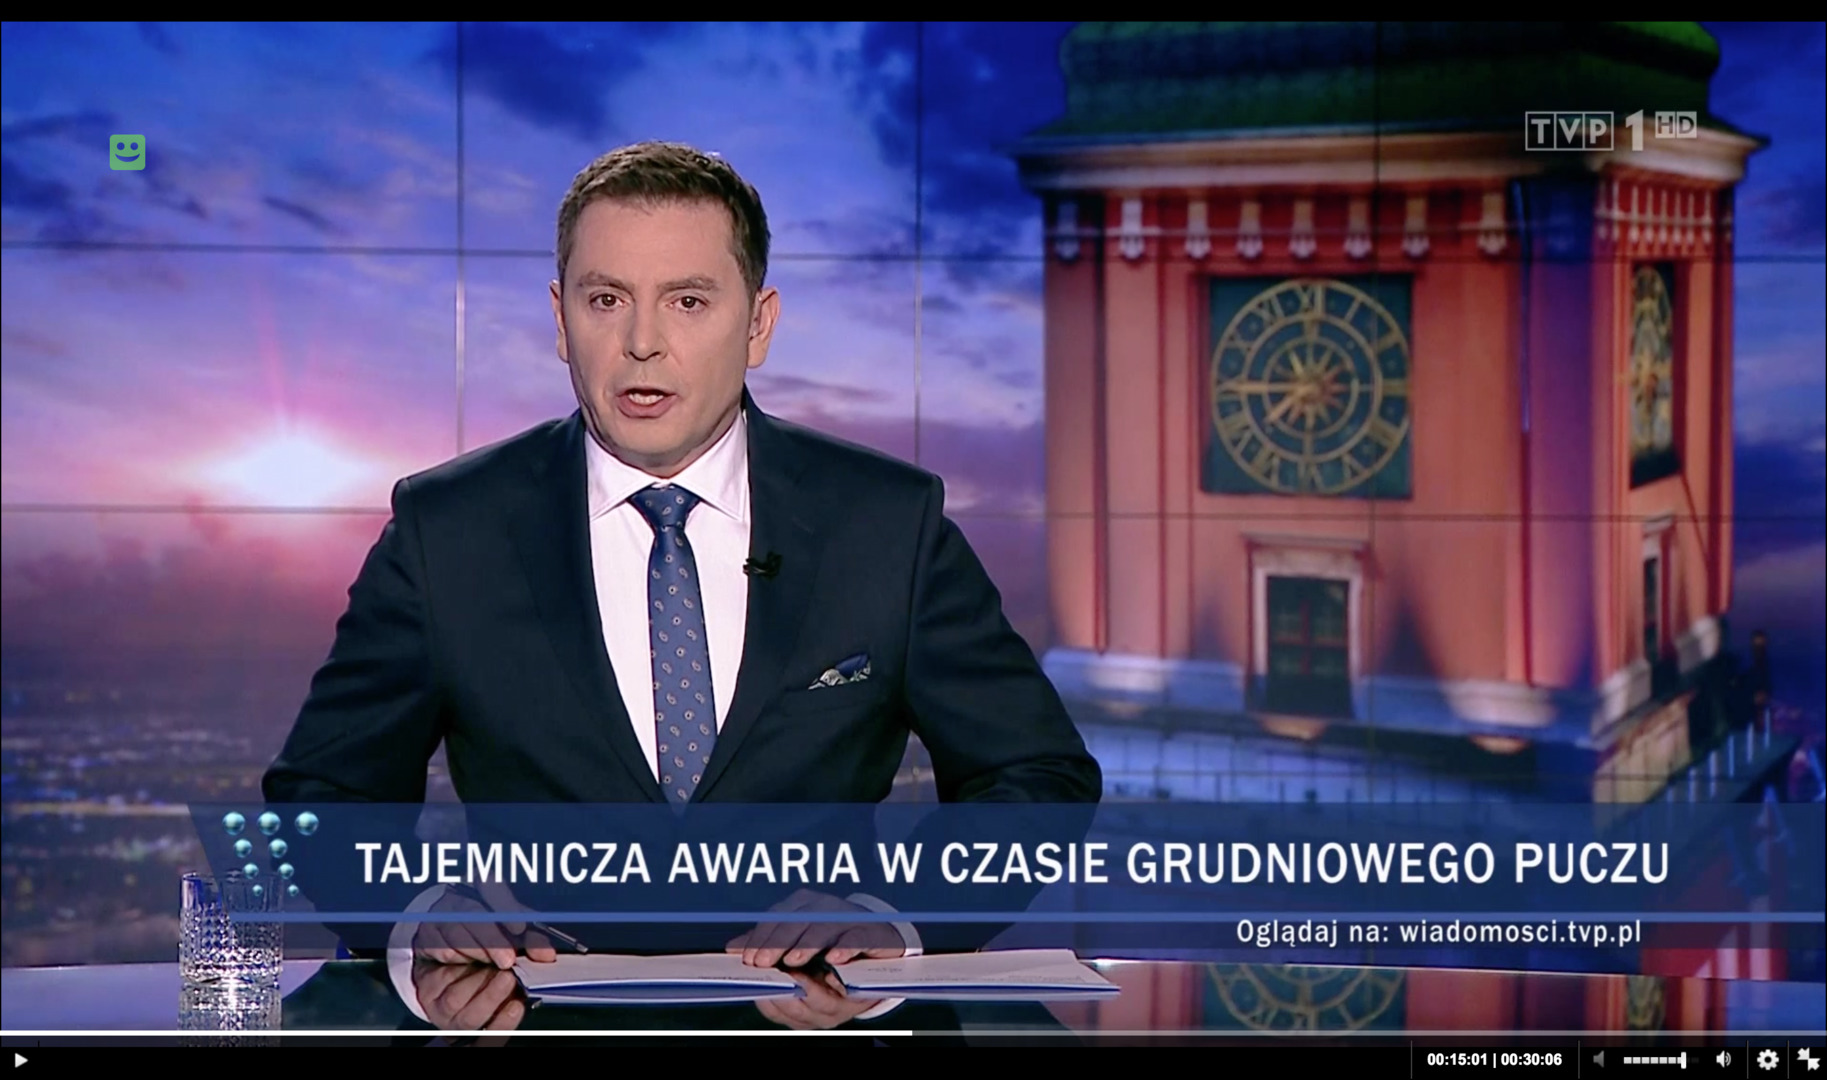 TVP 1 HD
TAJEMNICZA AWARIA W CZASIE GRUDNIOWEGO PUCZU
Oglądaj na: wiadomosci.tvp.pl
00:15:01 | 00:30:06